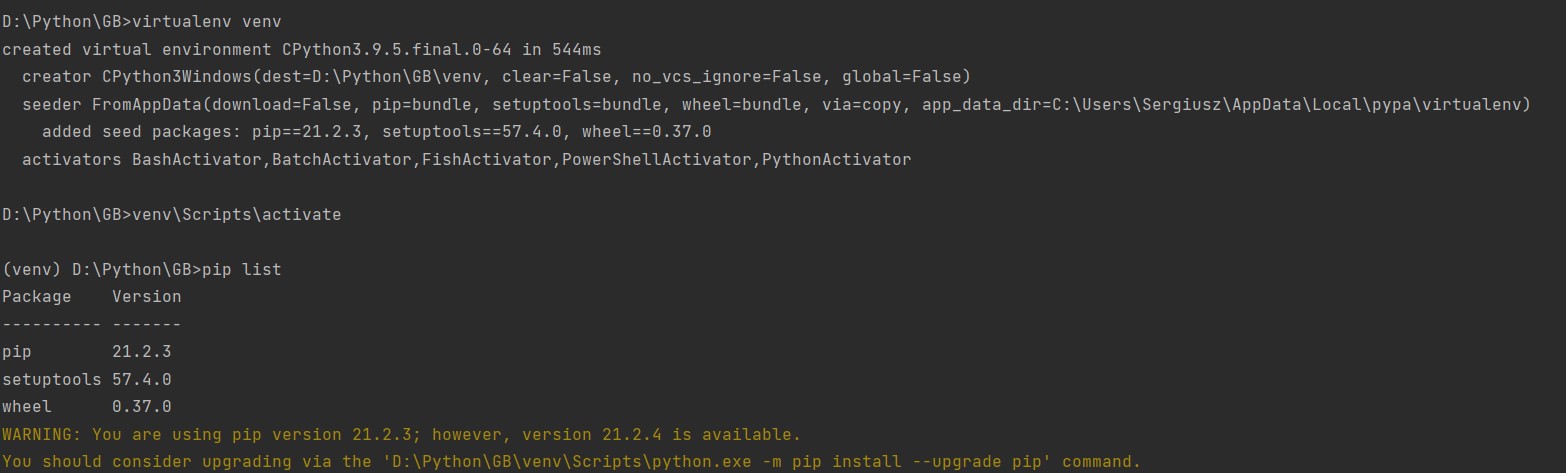 D:\Python\GB>virtualenv venv
created virtual environment CPython3.9.5.final.0-64 in 544ms
  creator CPython3Windows(dest=D:\Python\GB\venv, clear=False, no_vcs_ignore=False, global=False)
  seeder FromAppData(download=False, pip=bundle, setuptools=bundle, wheel=bundle, via=copy, app_data_dir=C:\Users\Sergiusz\AppData\Local\pypa\virtualenv)
    added seed packages: pip==21.2.3, setuptools==57.4.0, wheel==0.37.0
  activators BashActivator,BatchActivator,FishActivator,PowerShellActivator,PythonActivator
D:\Python\GB>venv\Scripts\activate
(venv) D:\Python\GB>pip list
Package    Version
---------- -------
pip        21.2.3
setuptools 57.4.0
wheel      0.37.0
WARNING: You are using pip version 21.2.3; however, version 21.2.4 is available.
You should consider upgrading via the 'D:\Python\GB\venv\Scripts\python.exe -m pip install --upgrade pip' command.